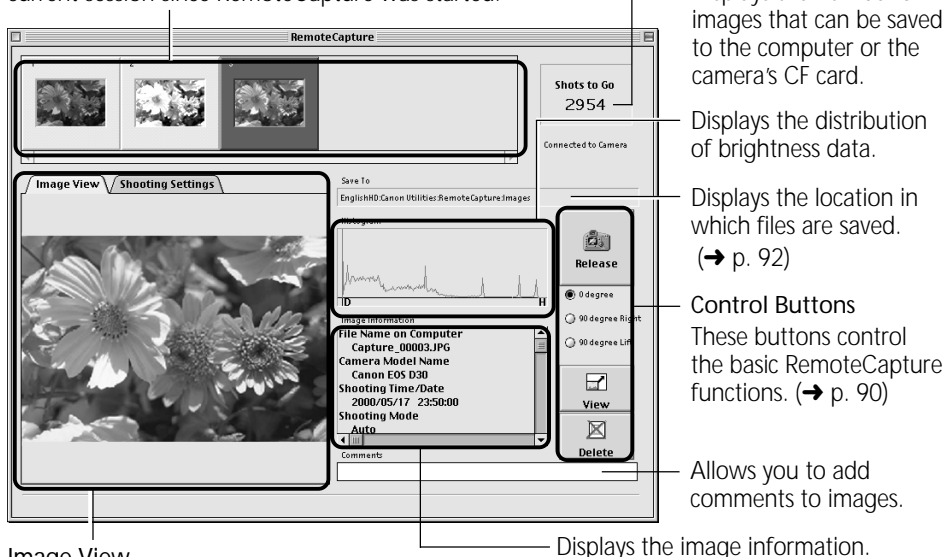 current session since RemoteCapture was started.
images that can be saved
to the computer or the
camera's CF card.
RemoteCapture
1
2
3
Shots to Go
2954
Connected to Camera
Displays the distribution
of brightness data.
Image View
Shooting Settings
Save To
EnglishHD:Canon Utilities:RemoteCapture:Images
Displays the location in
which files are saved.
(➜ p. 92)
Histogram
D
H
Release
0 degree
90 degree Right
90 degree Lift
Control Buttons
These buttons control
the basic RemoteCapture
functions. (➜ p. 90)
Image Information
File Name on Computer
Capture_00003.JPG
Camera Model Name
Canon EOS D30
Shooting Time/Date
2000/05/17 23:50:00
Shooting Mode
Auto
View
Delete
Comments
Allows you to add
comments to images.
Image View
Displays the image information.